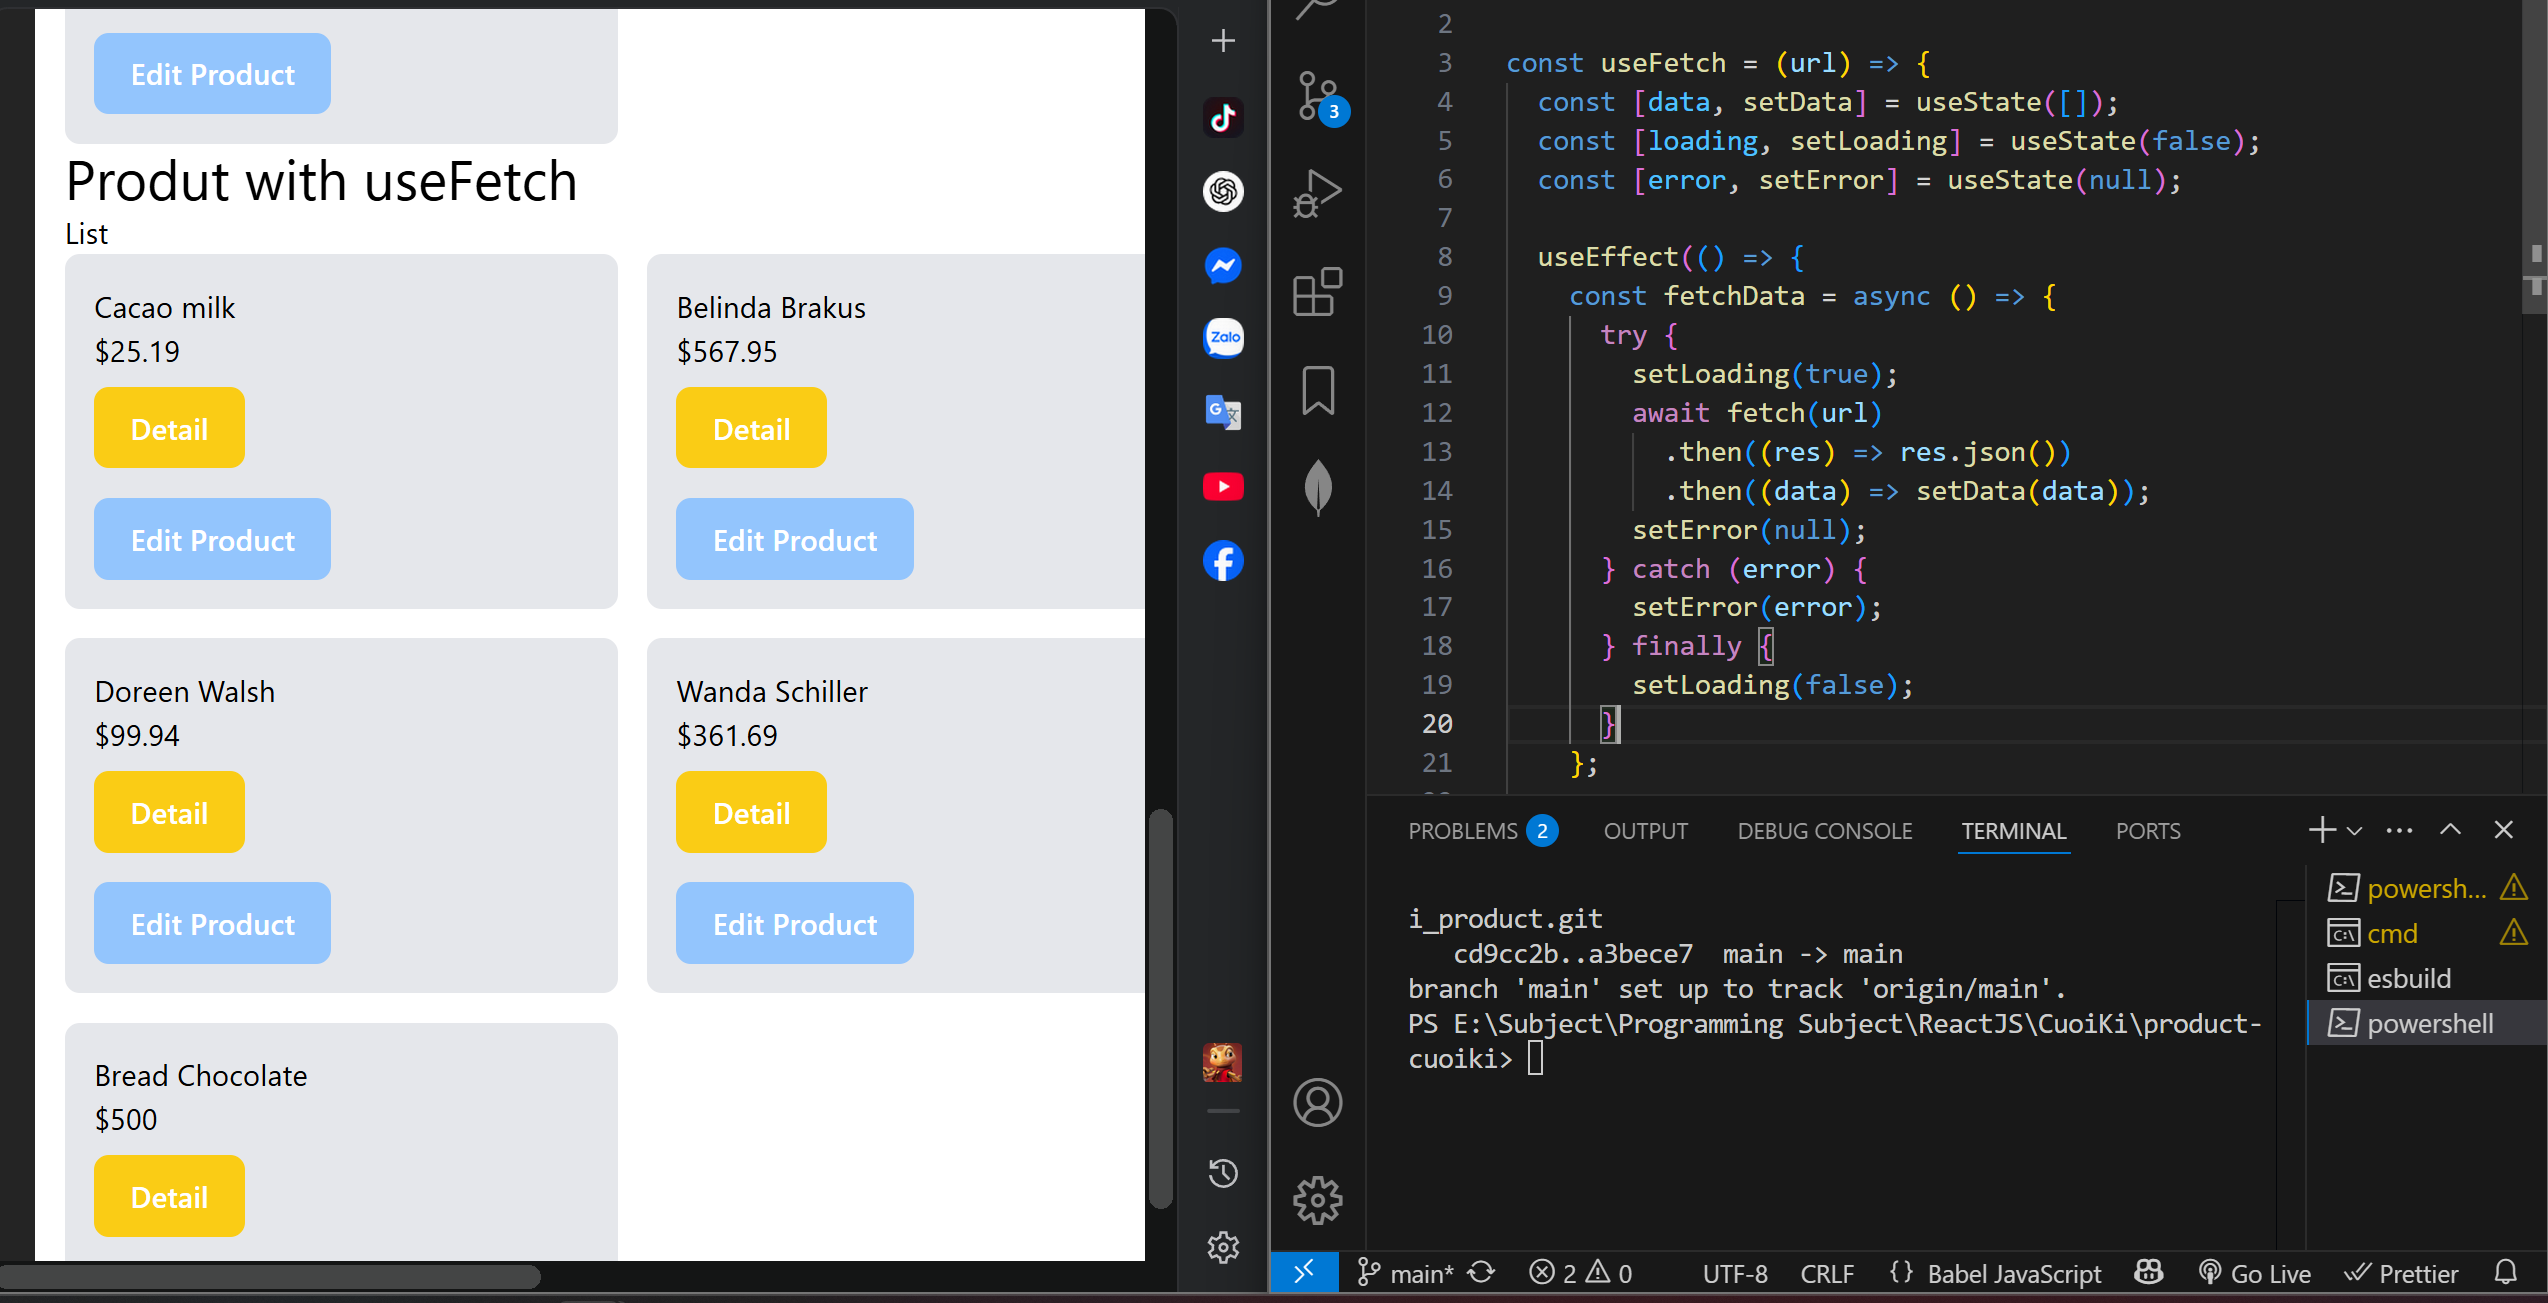 Edit Product
Produt with useFetch
List
Cacao milk
$25.19
Detail
Edit Product
Belinda Brakus
$567.95
Detail
Edit Product
Doreen Walsh
$99.94
Detail
Edit Product
Wanda Schiller
$361.69
Detail
Edit Product
Bread Chocolate
$500
Detail
Zalo
G
3
2
3 const useFetch = (url) => {
4 const [data, setData] = useState([]);
5 const [loading, setLoading] = useState(false);
6 const [error, setError] = useState(null);
7
8 useEffect(() => {
9 const fetchData = async () => {
10 try {
11 setLoading(true);
12 await fetch(url)
13 .then((res) => res.json())
14 .then((data) => setData(data));
15 setError(null);
16 } catch (error) {
17 setError(error);
18 } finally {
19 setLoading(false);
20 }
21 };
PROBLEMS 2 OUTPUT DEBUG CONSOLE TERMINAL PORTS
i_product.git
cd9cc2b..a3bece7 main -> main
branch 'main' set up to track 'origin/main'.
PS E:\Subject\Programming Subject\ReactJS\CuoiKi\product-
cuoiki>
powersh...
cmd
esbuild
powershell
main* 2 0 UTF-8 CRLF {} Babel JavaScript Go Live Prettier